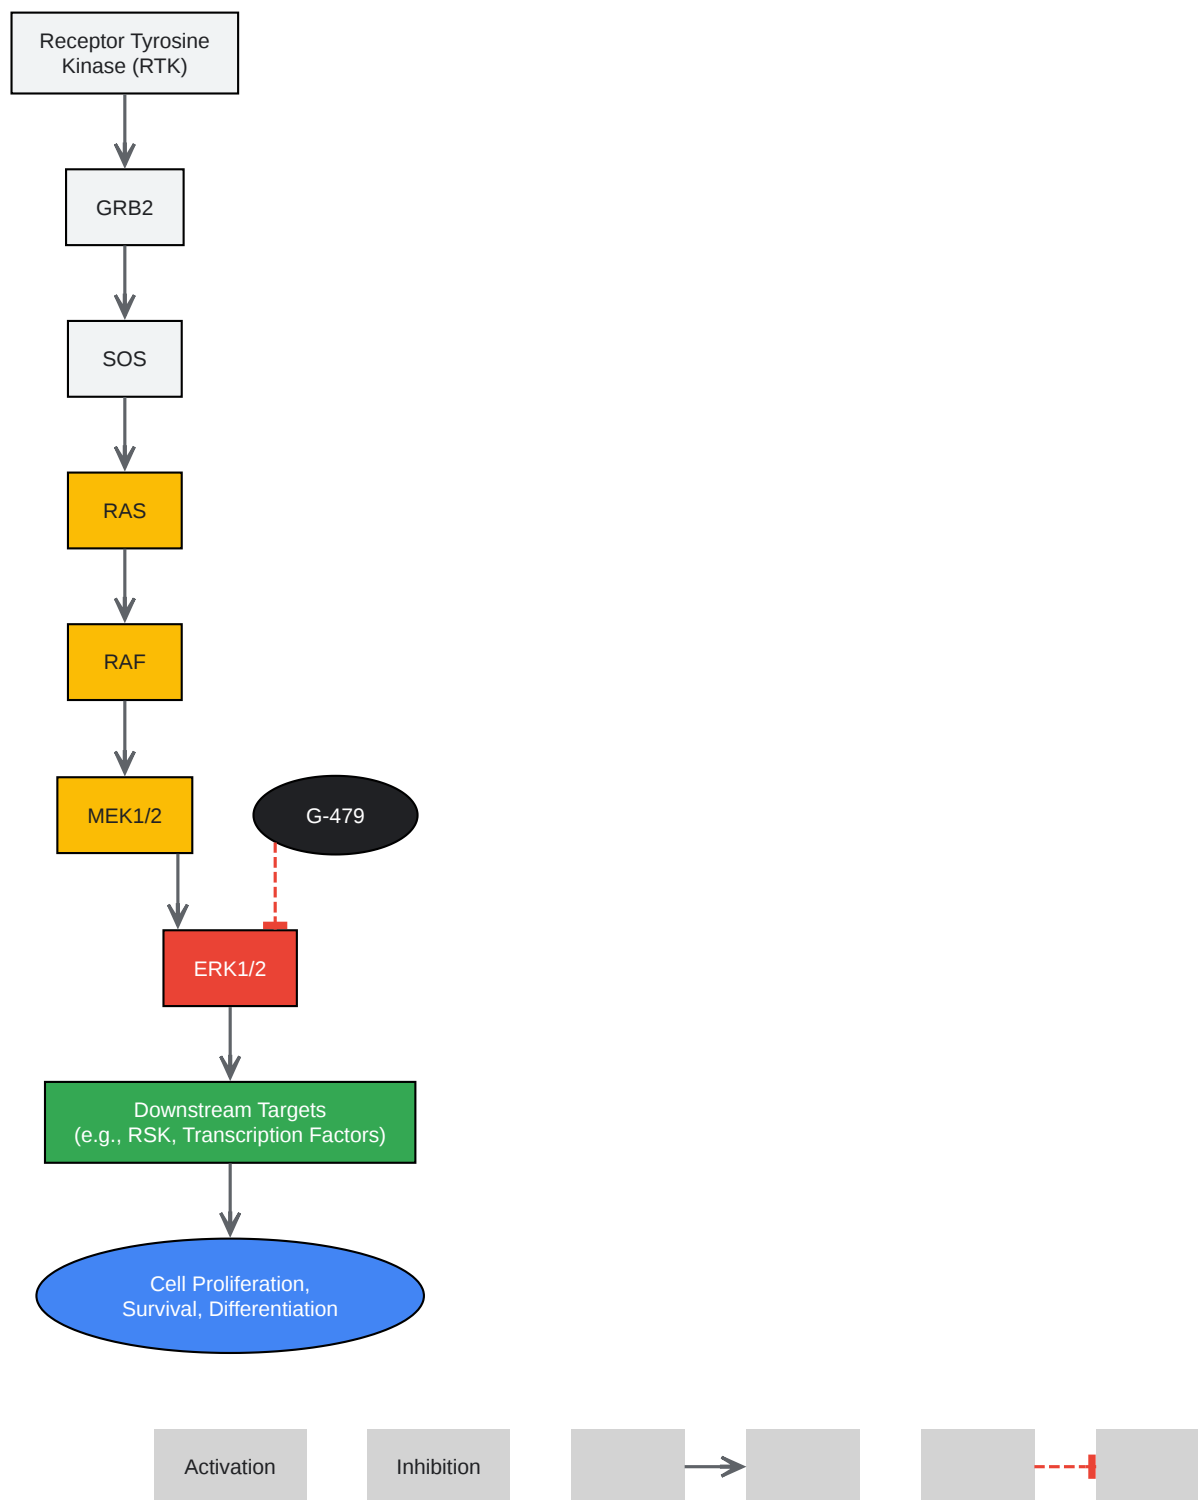 Receptor Tyrosine
Kinase (RTK)
GRB2
SOS
RAS
RAF
MEK1/2
G-479
ERK1/2
Downstream Targets
(e.g., RSK, Transcription Factors)
Cell Proliferation,
Survival, Differentiation
Activation
Inhibition